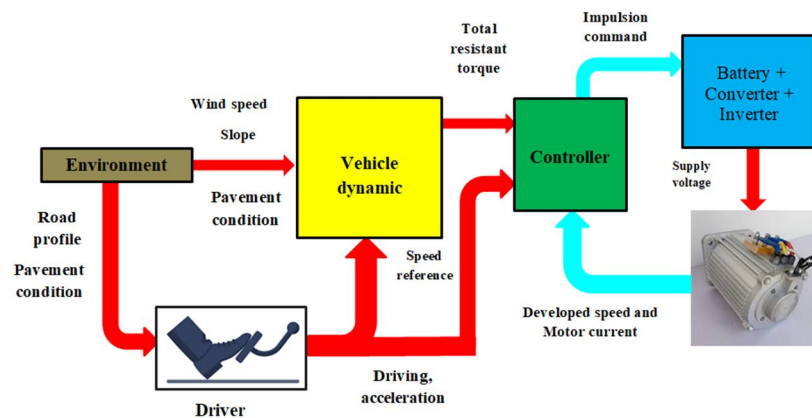 Total
resistant
torque
Impulsion
command
Battery +
Converter +
Inverter
Wind speed
Slope
Environment
Vehicle
dynamic
Controller
Supply
voltage
Pavement
condition
Road
profile
Pavement
condition
Speed
reference
Developed speed and
Motor current
Driving,
acceleration
Driver